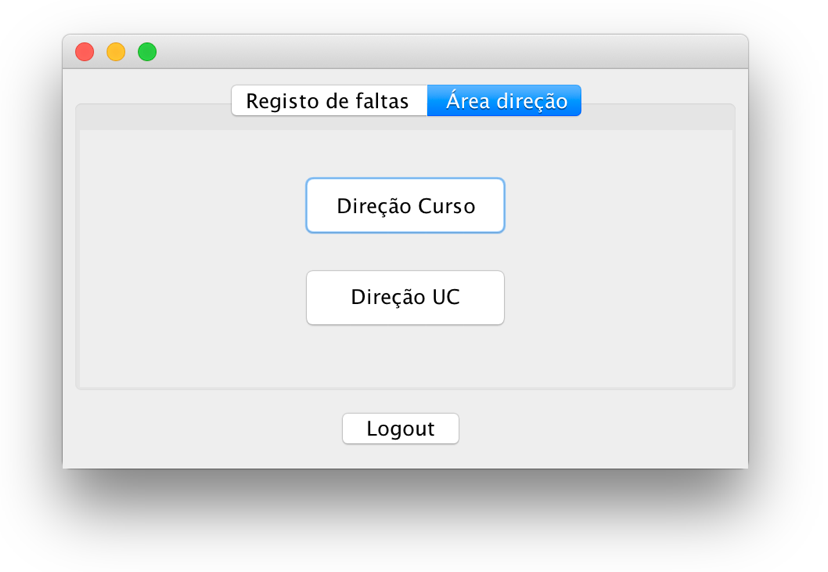 Registo de faltas
Área direção
Direção Curso
Direção UC
Logout